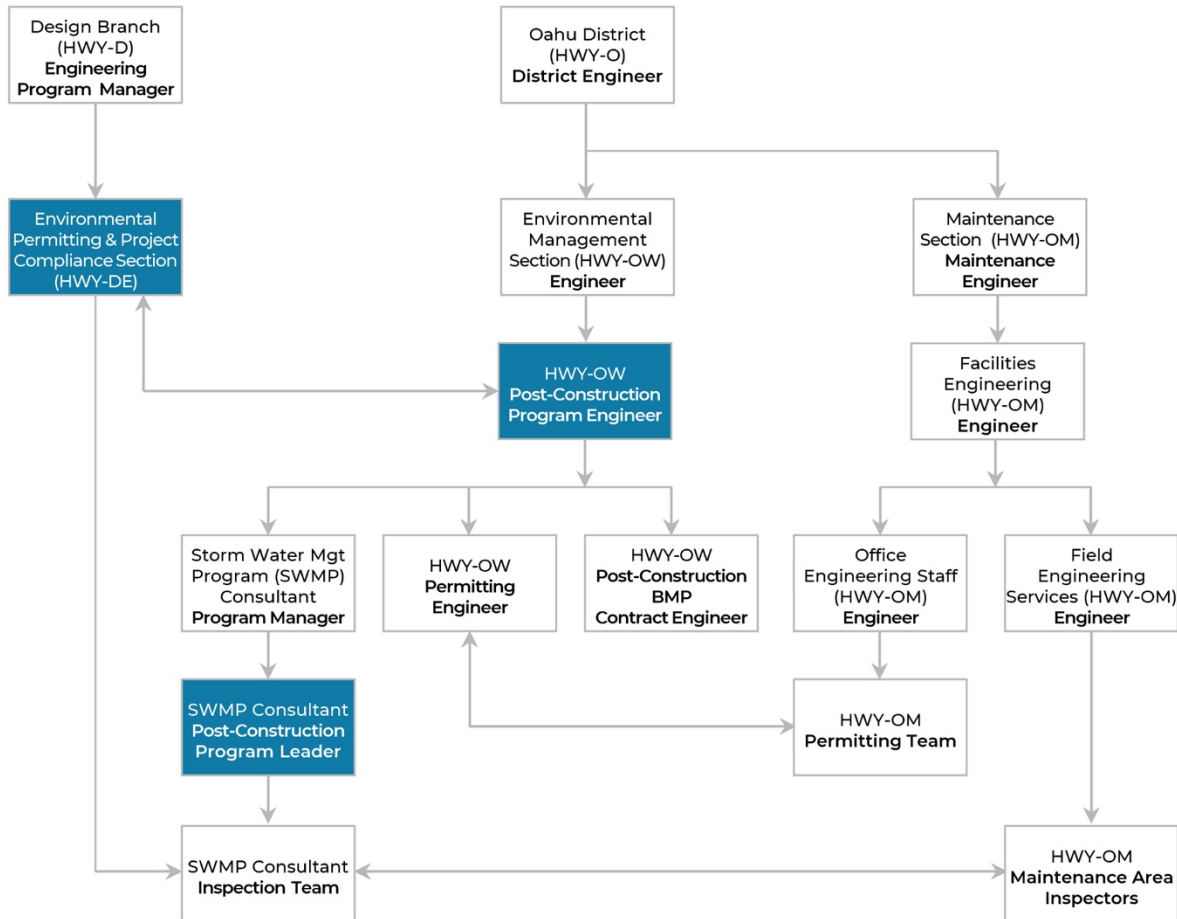 Design Branch
(HWY-D)
Engineering
Program Manager
Oahu District
(HWY-O)
District Engineer
Environmental
Permitting & Project
Compliance Section
(HWY-DE)
Environmental
Management
Section (HWY-OW)
Engineer
Maintenance
Section (HWY-OM)
Maintenance
Engineer
HWY-OW
Post-Construction
Program Engineer
Facilities
Engineering
(HWY-OM)
Engineer
Storm Water Mgt
Program (SWMP)
Consultant
Program Manager
HWY-OW
Permitting
Engineer
HWY-OW
Post-Construction
BMP
Contract Engineer
Office
Engineering Staff
(HWY-OM)
Engineer
Field
Engineering
Services (HWY-OM)
Engineer
SWMP Consultant
Post-Construction
Program Leader
HWY-OM
Permitting Team
SWMP Consultant
Inspection Team
HWY-OM
Maintenance Area
Inspectors